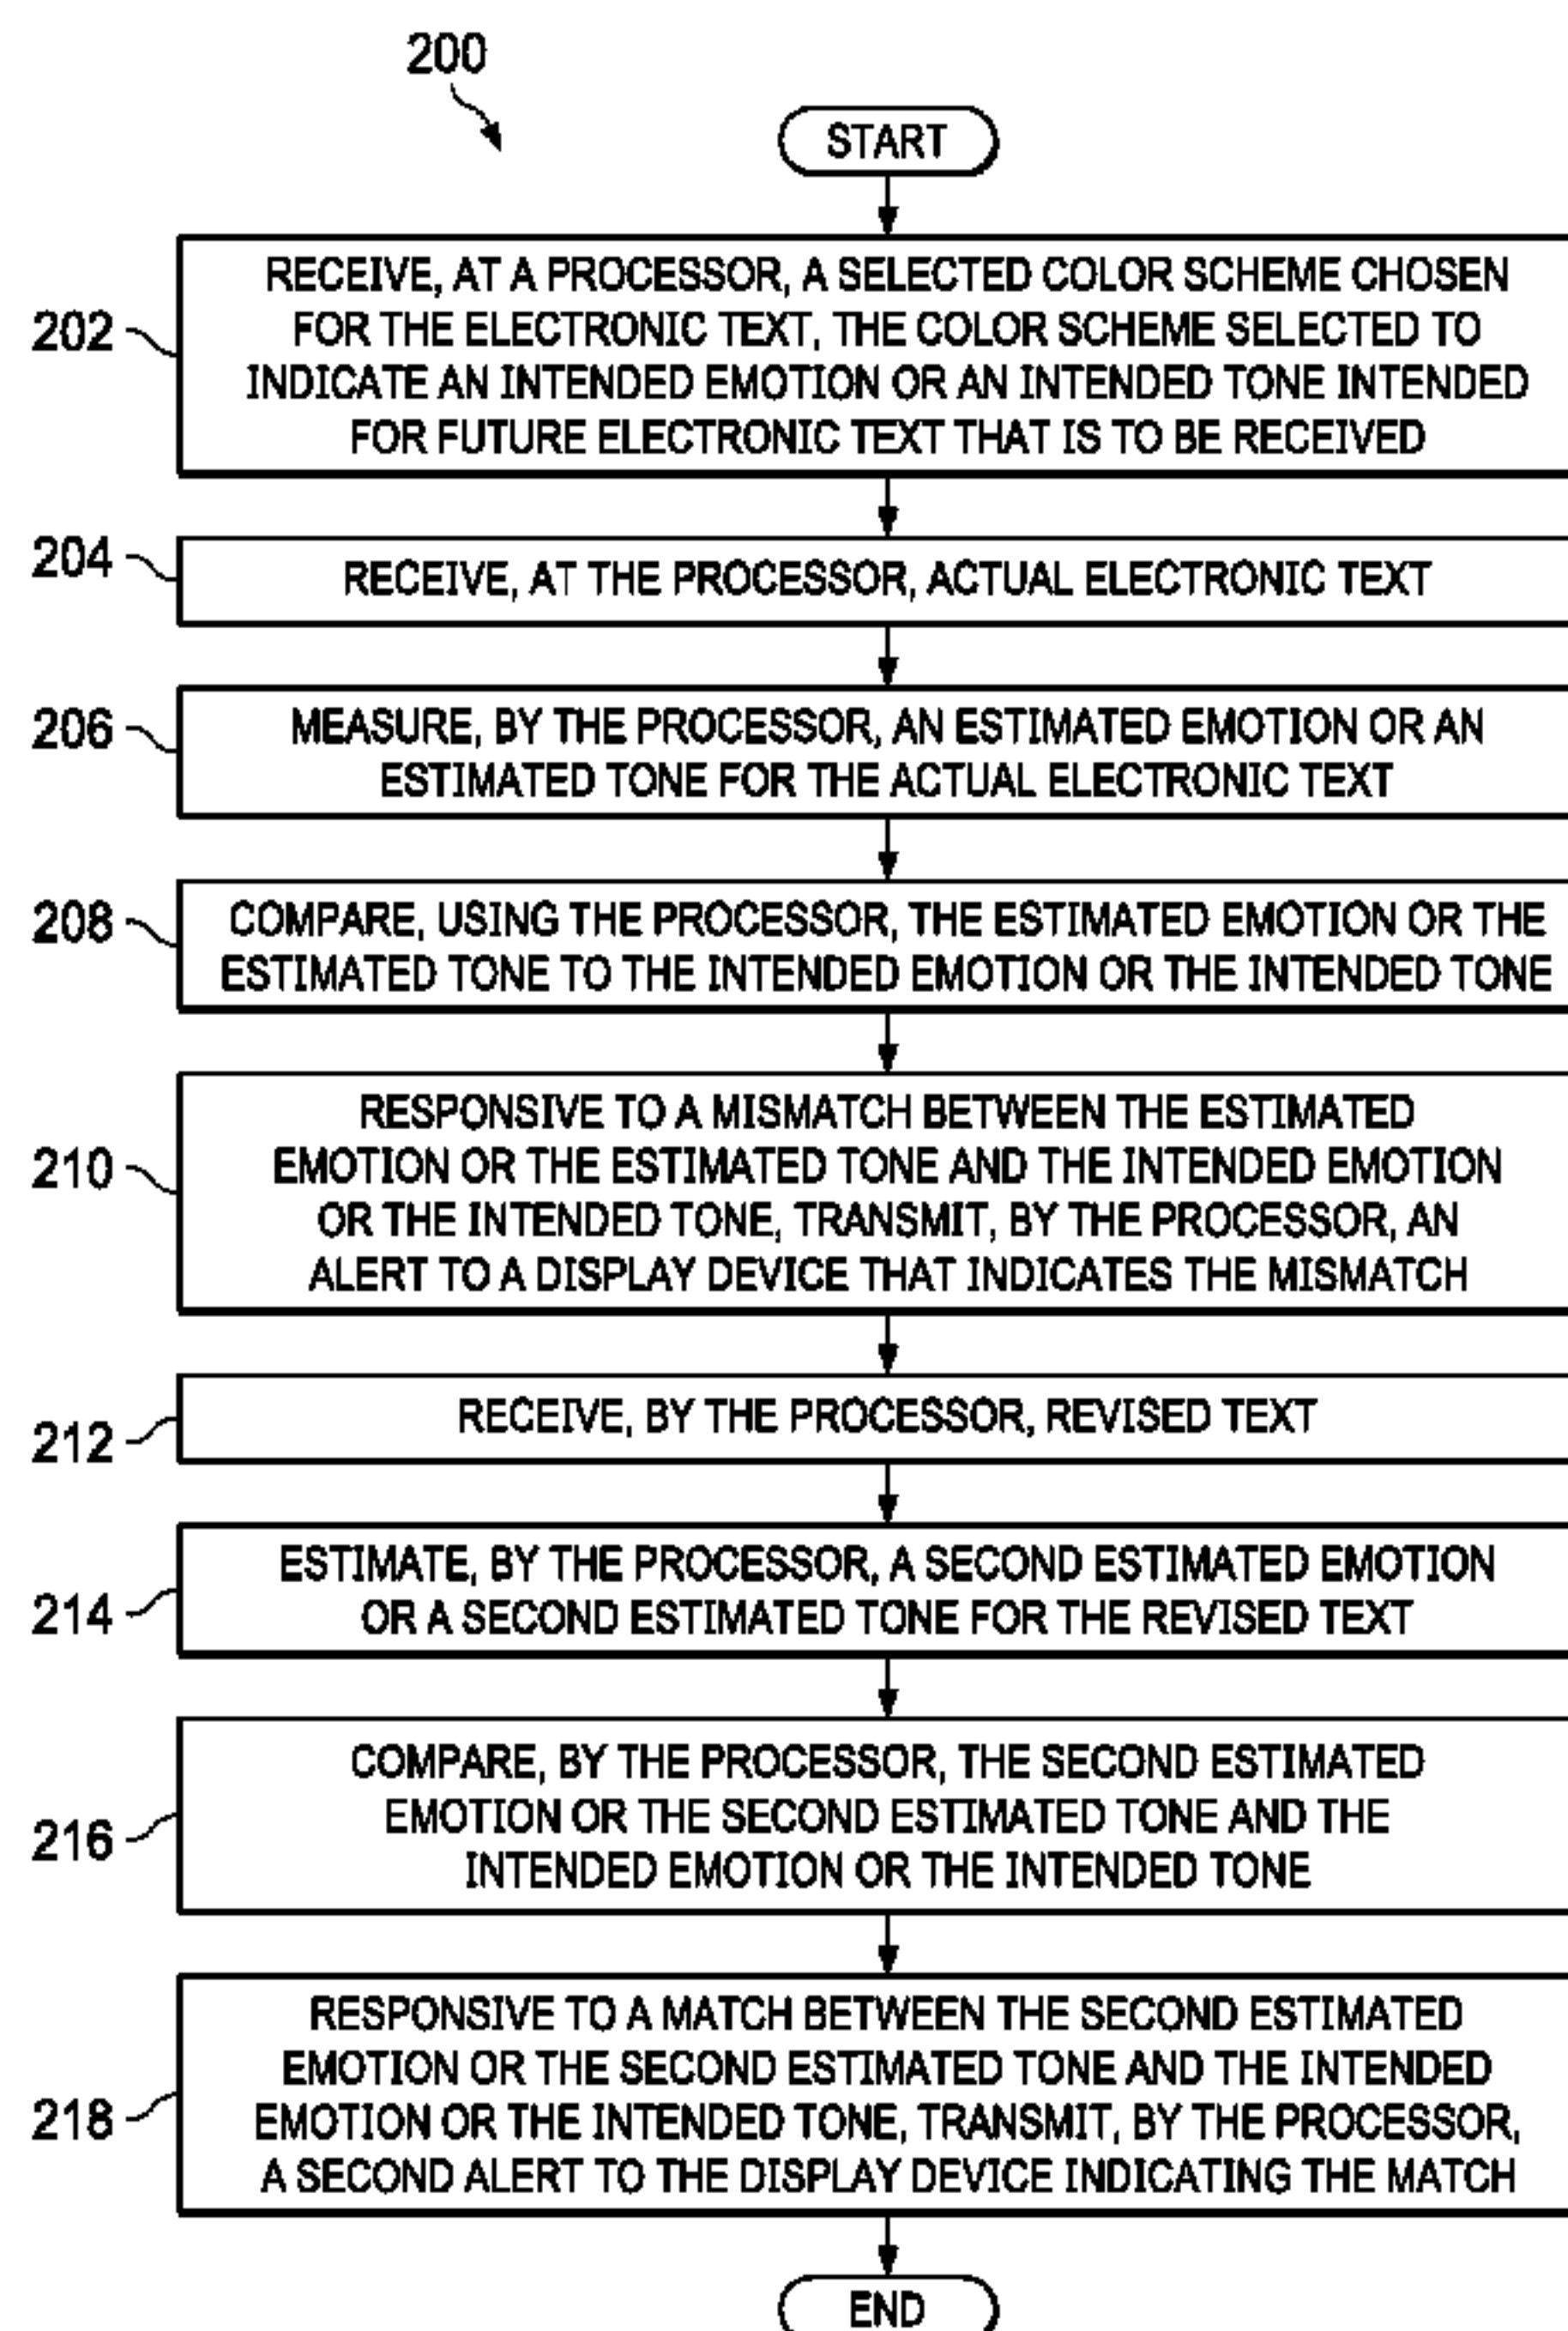 200
START
202
RECEIVE, AT A PROCESSOR, A SELECTED COLOR SCHEME CHOSEN
FOR THE ELECTRONIC TEXT, THE COLOR SCHEME SELECTED TO
INDICATE AN INTENDED EMOTION OR AN INTENDED TONE INTENDED
FOR FUTURE ELECTRONIC TEXT THAT IS TO BE RECEIVED
204
RECEIVE, AT THE PROCESSOR, ACTUAL ELECTRONIC TEXT
206
MEASURE, BY THE PROCESSOR, AN ESTIMATED EMOTION OR AN
ESTIMATED TONE FOR THE ACTUAL ELECTRONIC TEXT
208
COMPARE, USING THE PROCESSOR, THE ESTIMATED EMOTION OR THE
ESTIMATED TONE TO THE INTENDED EMOTION OR THE INTENDED TONE
210
RESPONSIVE TO A MISMATCH BETWEEN THE ESTIMATED
EMOTION OR THE ESTIMATED TONE AND THE INTENDED EMOTION
OR THE INTENDED TONE, TRANSMIT, BY THE PROCESSOR, AN
ALERT TO A DISPLAY DEVICE THAT INDICATES THE MISMATCH
212
RECEIVE, BY THE PROCESSOR, REVISED TEXT
214
ESTIMATE, BY THE PROCESSOR, A SECOND ESTIMATED EMOTION
OR A SECOND ESTIMATED TONE FOR THE REVISED TEXT
216
COMPARE, BY THE PROCESSOR, THE SECOND ESTIMATED
EMOTION OR THE SECOND ESTIMATED TONE AND THE
INTENDED EMOTION OR THE INTENDED TONE
218
RESPONSIVE TO A MATCH BETWEEN THE SECOND ESTIMATED
EMOTION OR THE SECOND ESTIMATED TONE AND THE INTENDED
EMOTION OR THE INTENDED TONE, TRANSMIT, BY THE PROCESSOR,
A SECOND ALERT TO THE DISPLAY DEVICE INDICATING THE MATCH
END